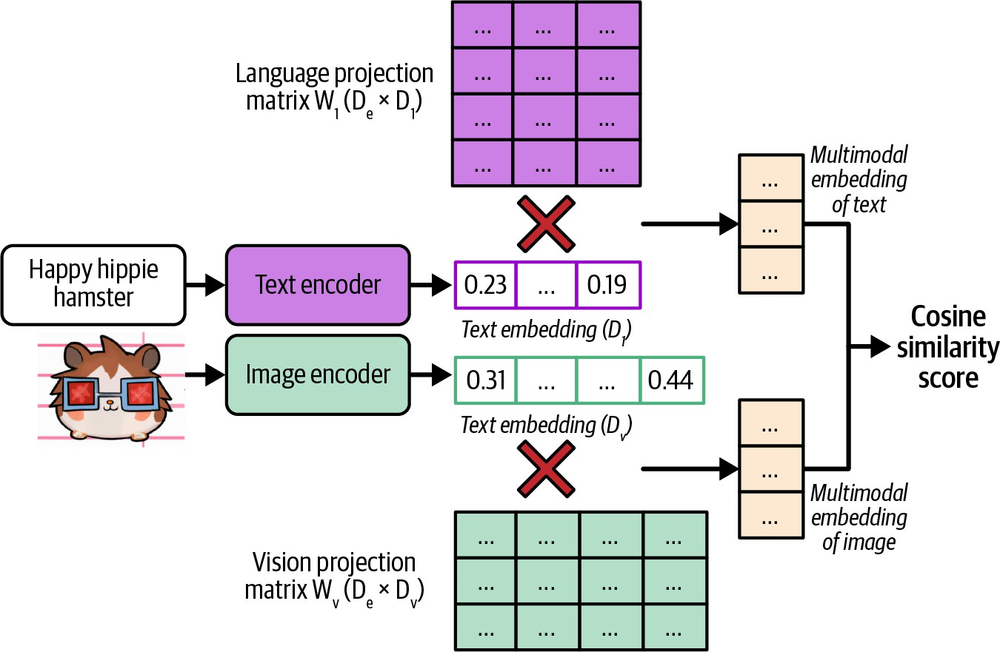 ... ... ...
... ... ...
... ... ...
... ... ...
Language projection
matrix W1 (De × D1)
Multimodal
embedding
of text
...
...
...
Happy hippie
hamster
Text encoder
0.23 ... 0.19
Text embedding (D1)
Image encoder
0.31 ... ... 0.44
Text embedding (Dv)
Cosine
similarity
score
...
...
...
Multimodal
embedding
of image
Vision projection
matrix Wv (De × Dv)
... ... ... ...
... ... ... ...
... ... ... ...